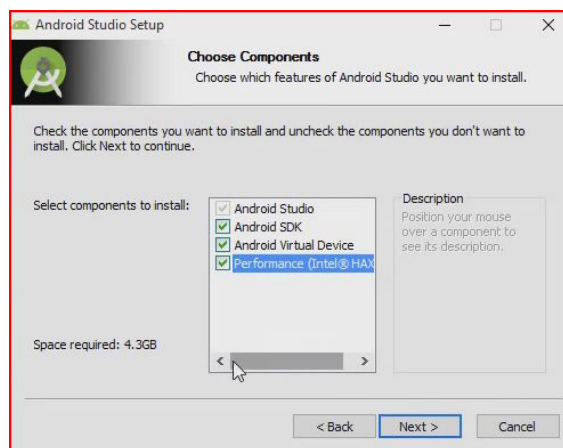 Android Studio Setup
Choose Components
Choose which features of Android Studio you want to install.
Check the components you want to install and uncheck the components you don't want to
install. Click Next to continue.
Select components to install:
Android Studio
Android SDK
Android Virtual Device
Performance (Intel® HAX
Description
Position your mouse
over a component to
see its description.
Space required: 4.3GB
< Back
Next >
Cancel